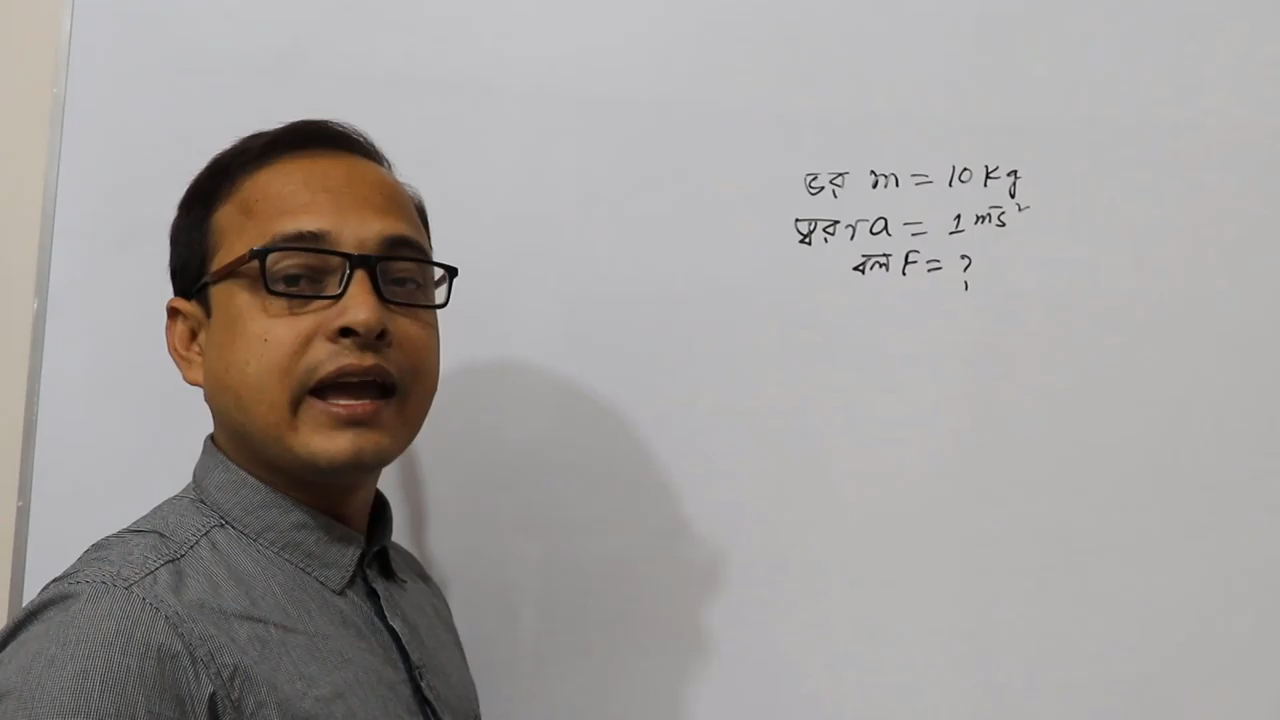 ভর m = 10 kg
ত্বরণ a = 1 ms⁻²
বল F = ?